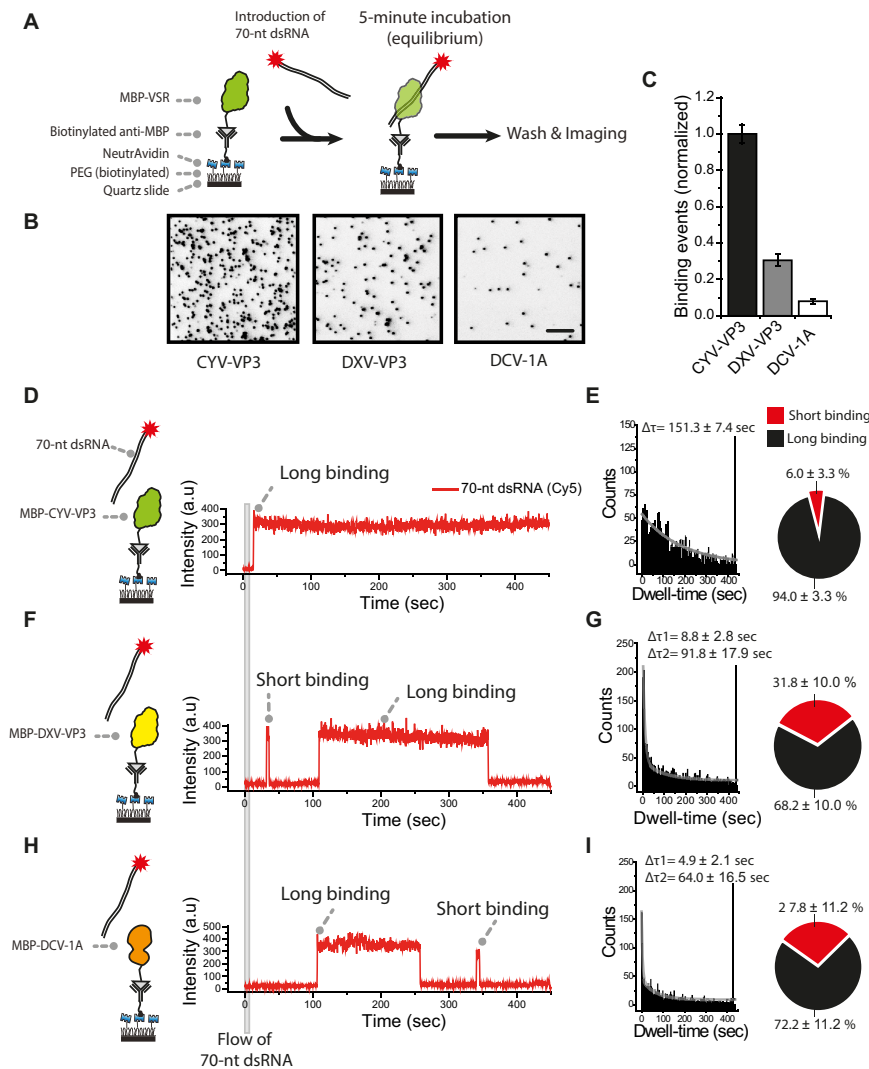 A
Introduction of
70-nt dsRNA
5-minute incubation
(equilibrium)
MBP-VSR
Biotinylated anti-MBP
NeutrAvidin
PEG (biotinylated)
Quartz slide
Wash & Imaging
B
CYV-VP3
DXV-VP3
DCV-1A
C
Binding events (normalized)
1.2
1.0
0.8
0.6
0.4
0.2
0.0
CYV-VP3
DXV-VP3
DCV-1A
D
70-nt dsRNA
MBP-CYV-VP3
Long binding
70-nt dsRNA (Cy5)
Intensity (a.u)
400
300
200
100
0
0 100 200 300 400
Time (sec)
E
Δτ= 151.3 ± 7.4 sec
Counts
150
125
100
75
50
25
0
0 100 200 300 400
Dwell-time (sec)
Short binding
Long binding
6.0 ± 3.3 %
94.0 ± 3.3 %
F
MBP-DXV-VP3
Short binding
Long binding
Intensity (a.u)
400
300
200
100
0
0 100 200 300 400
Time (sec)
G
Δτ1= 8.8 ± 2.8 sec
Δτ2= 91.8 ± 17.9 sec
Counts
250
200
150
100
50
0
0 100 200 300 400
Dwell-time (sec)
31.8 ± 10.0 %
68.2 ± 10.0 %
H
MBP-DCV-1A
Long binding
Short binding
Intensity (a.u)
500
400
300
200
100
0
0 100 200 300 400
Time (sec)
Flow of
70-nt dsRNA
I
Δτ1= 4.9 ± 2.1 sec
Δτ2= 64.0 ± 16.5 sec
Counts
250
200
150
100
50
0
0 100 200 300 400
Dwell-time (sec)
2 7.8 ± 11.2 %
72.2 ± 11.2 %